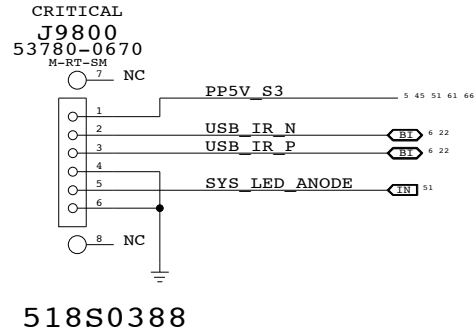 CRITICAL
J9800
53780-0670
M-RT-SM
7 NC
1 PP5V_S3 5 45 51 61 66
2 USB_IR_N BI 6 22
3 USB_IR_P BI 6 22
4
5 SYS_LED_ANODE IN 51
6
8 NC
518S0388